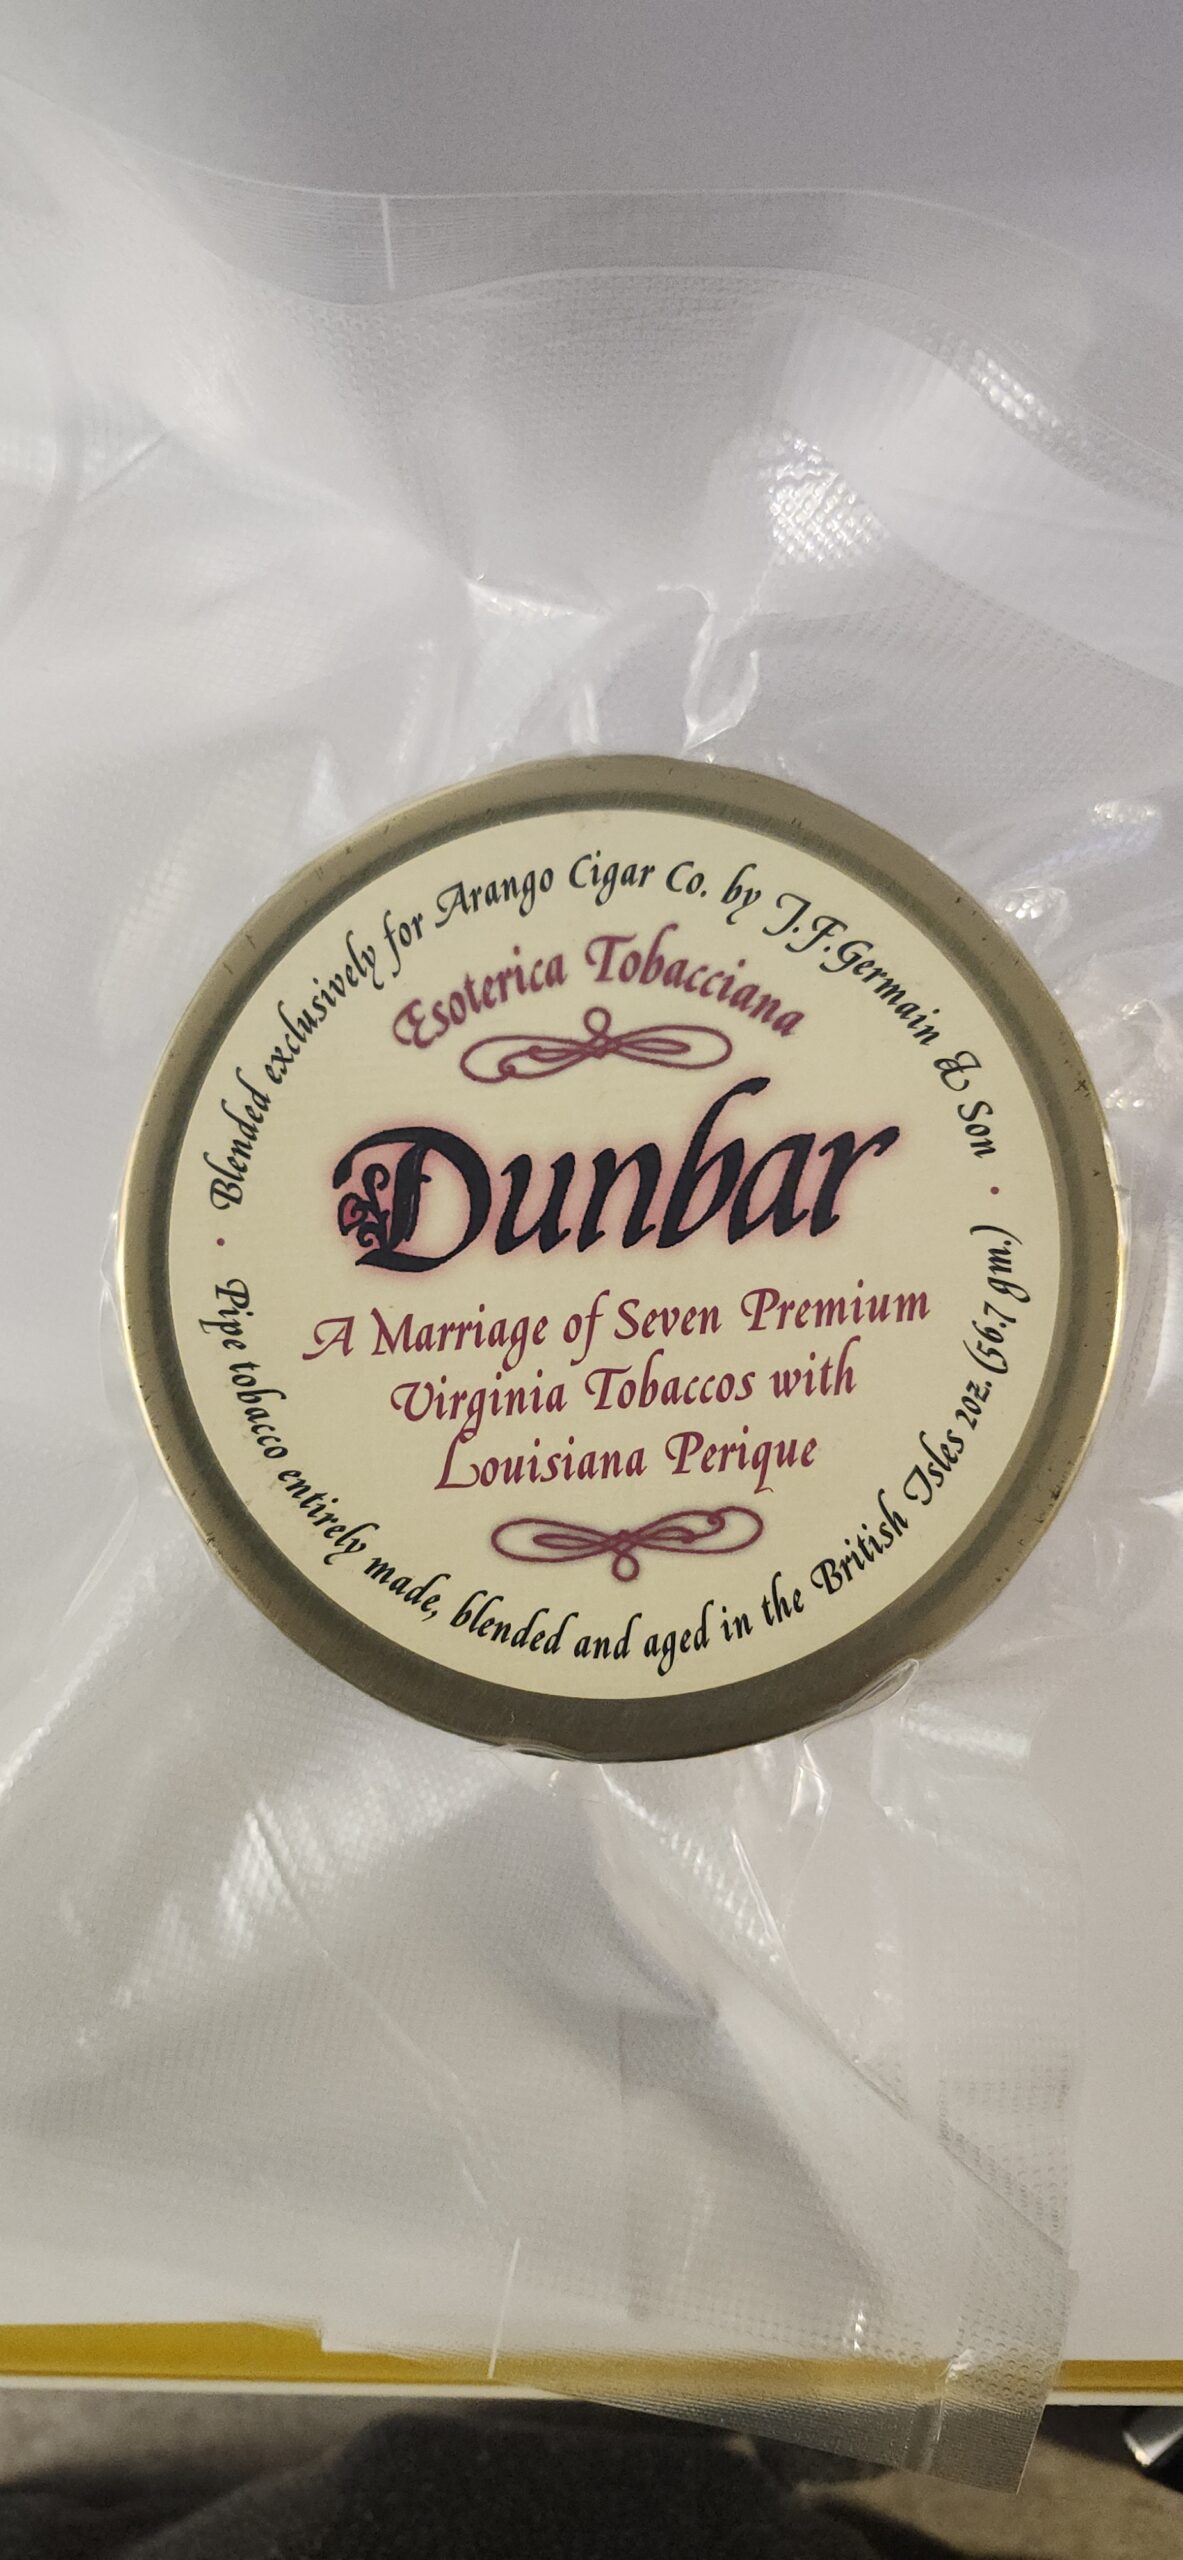 Blended exclusively for Arango Cigar Co. by J.F.Germain & Son
Esoterica Tobacciana
Dunbar
A Marriage of Seven Premium
Virginia Tobaccos with
Louisiana Perique
Pipe tobacco entirely made, blended and aged in the British Isles 2oz. (56.7 gm.)